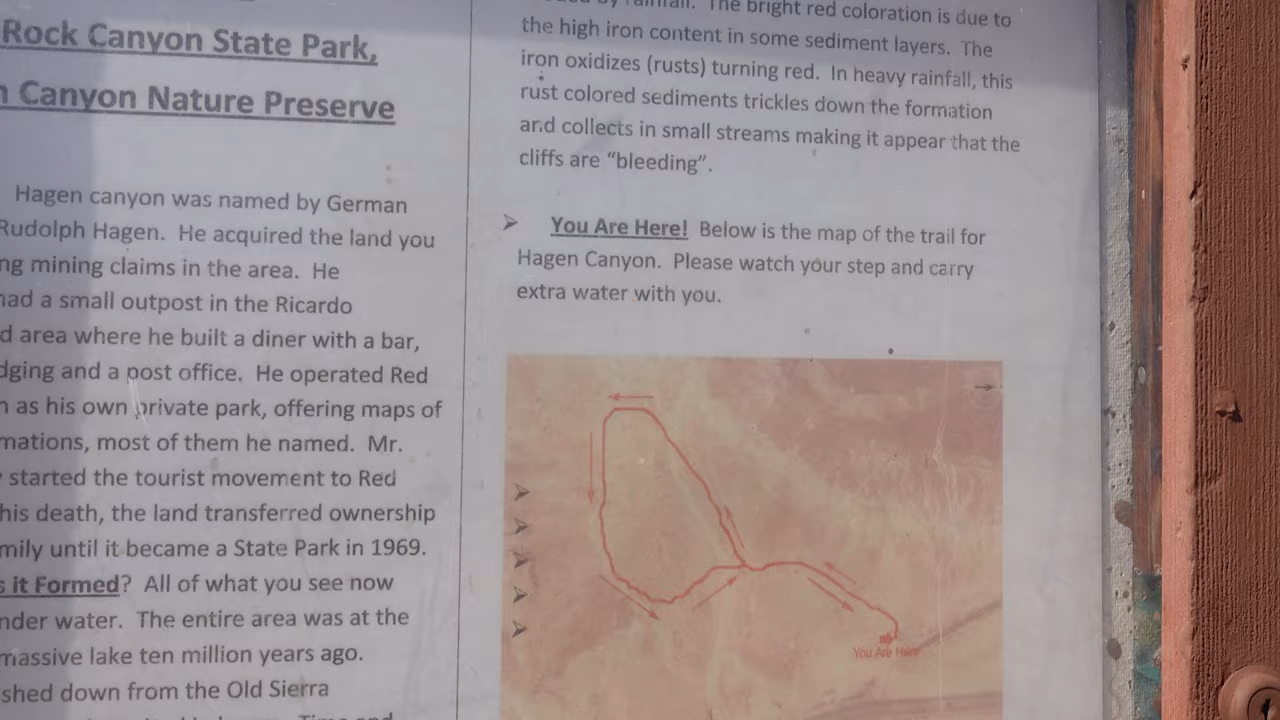 Rock Canyon State Park,
Canyon Nature Preserve
Hagen canyon was named by German
Rudolph Hagen. He acquired the land you
ng mining claims in the area. He
had a small outpost in the Ricardo
d area where he built a diner with a bar,
dging and a post office. He operated Red
n as his own private park, offering maps of
mations, most of them he named. Mr.
started the tourist movement to Red
his death, the land transferred ownership
mily until it became a State Park in 1969.
s it Formed? All of what you see now
nder water. The entire area was at the
massive lake ten million years ago.
shed down from the Old Sierra
by rainfall. The bright red coloration is due to
the high iron content in some sediment layers. The
iron oxidizes (rusts) turning red. In heavy rainfall, this
rust colored sediments trickles down the formation
and collects in small streams making it appear that the
cliffs are “bleeding”.
➢ You Are Here! Below is the map of the trail for
Hagen Canyon. Please watch your step and carry
extra water with you.
You Are Here